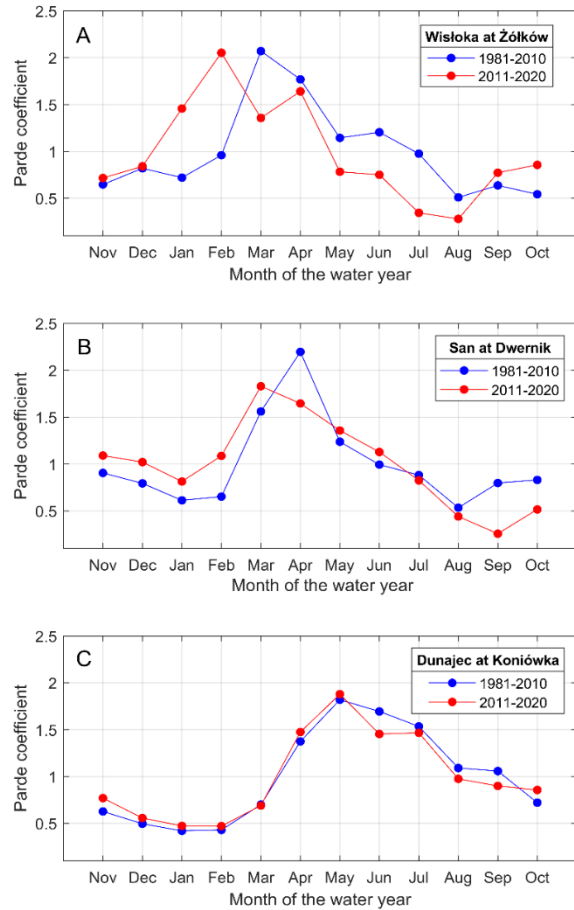 A
Wisłoka at Żółków
1981-2010
2011-2020
Parde coefficient
2.5
2
1.5
1
0.5
Nov Dec Jan Feb Mar Apr May Jun Jul Aug Sep Oct
Month of the water year
B
San at Dwernik
1981-2010
2011-2020
Parde coefficient
2.5
2
1.5
1
0.5
Nov Dec Jan Feb Mar Apr May Jun Jul Aug Sep Oct
Month of the water year
C
Dunajec at Koniówka
1981-2010
2011-2020
Parde coefficient
2.5
2
1.5
1
0.5
Nov Dec Jan Feb Mar Apr May Jun Jul Aug Sep Oct
Month of the water year